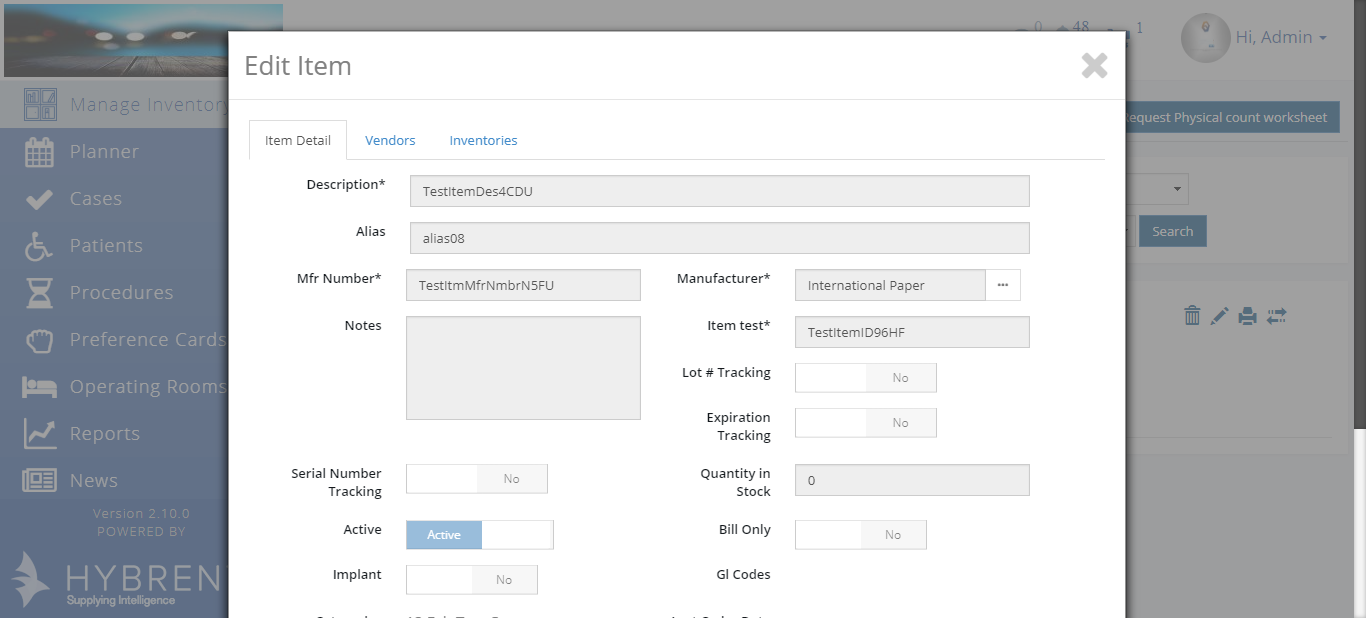 0 48 1
Hi, Admin
Edit Item
Manage Inventory
Request Physical count worksheet
Item Detail Vendors Inventories
Planner
Description* TestItemDes4CDU
Cases
Alias alias08
Search
Patients
Mfr Number* TestItmMfrNmbrN5FU Manufacturer* International Paper ...
Procedures
Notes Item test* TestItemID96HF
Preference Cards
Lot # Tracking No
Operating Rooms
Expiration Tracking No
Reports
Serial Number Tracking No Quantity in Stock 0
News
Version 2.10.0
POWERED BY
Active Active Bill Only No
Implant No Gl Codes
HYBREN
Supplying Intelligence